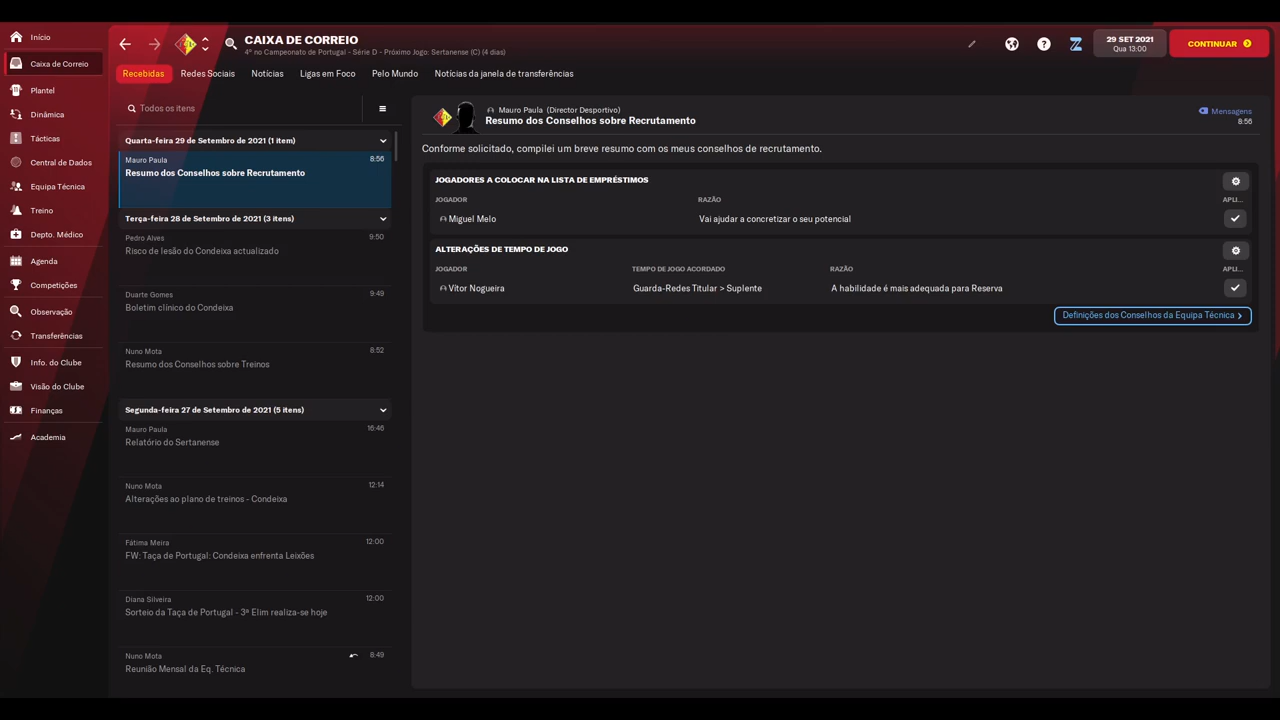 Início
Caixa de Correio
Plantel
Dinâmica
Tácticas
Central de Dados
Equipa Técnica
Treino
Depto. Médico
Agenda
Competições
Observação
Transferências
Info. do Clube
Visão do Clube
Finanças
Academia
CAIXA DE CORREIO
4º no Campeonato de Portugal - Série D - Próximo Jogo: Sertanense (C) (4 dias)
29 SET 2021
Qua 13:00
CONTINUAR
Recebidas Redes Sociais Notícias Ligas em Foco Pelo Mundo Notícias da janela de transferências
Todos os itens
Quarta-feira 29 de Setembro de 2021 (1 item)
Mauro Paula 8:56
Resumo dos Conselhos sobre Recrutamento
Terça-feira 28 de Setembro de 2021 (3 itens)
Pedro Alves 9:50
Risco de lesão do Condeixa actualizado
Duarte Gomes 9:49
Boletim clínico do Condeixa
Nuno Mota 8:52
Resumo dos Conselhos sobre Treinos
Segunda-feira 27 de Setembro de 2021 (5 itens)
Mauro Paula 16:46
Relatório do Sertanense
Nuno Mota 12:14
Alterações ao plano de treinos - Condeixa
Fátima Meira 12:00
FW: Taça de Portugal: Condeixa enfrenta Leixões
Diana Silveira 12:00
Sorteio da Taça de Portugal - 3ª Elim realiza-se hoje
Nuno Mota 8:49
Reunião Mensal da Eq. Técnica
Mauro Paula (Director Desportivo)
Resumo dos Conselhos sobre Recrutamento
Mensagens
8:56
Conforme solicitado, compilei um breve resumo com os meus conselhos de recrutamento.
JOGADORES A COLOCAR NA LISTA DE EMPRÉSTIMOS
JOGADOR RAZÃO APLI...
Miguel Melo Vai ajudar a concretizar o seu potencial
ALTERAÇÕES DE TEMPO DE JOGO
JOGADOR TEMPO DE JOGO ACORDADO RAZÃO APLI...
Vítor Nogueira Guarda-Redes Titular > Suplente A habilidade é mais adequada para Reserva
Definições dos Conselhos da Equipa Técnica